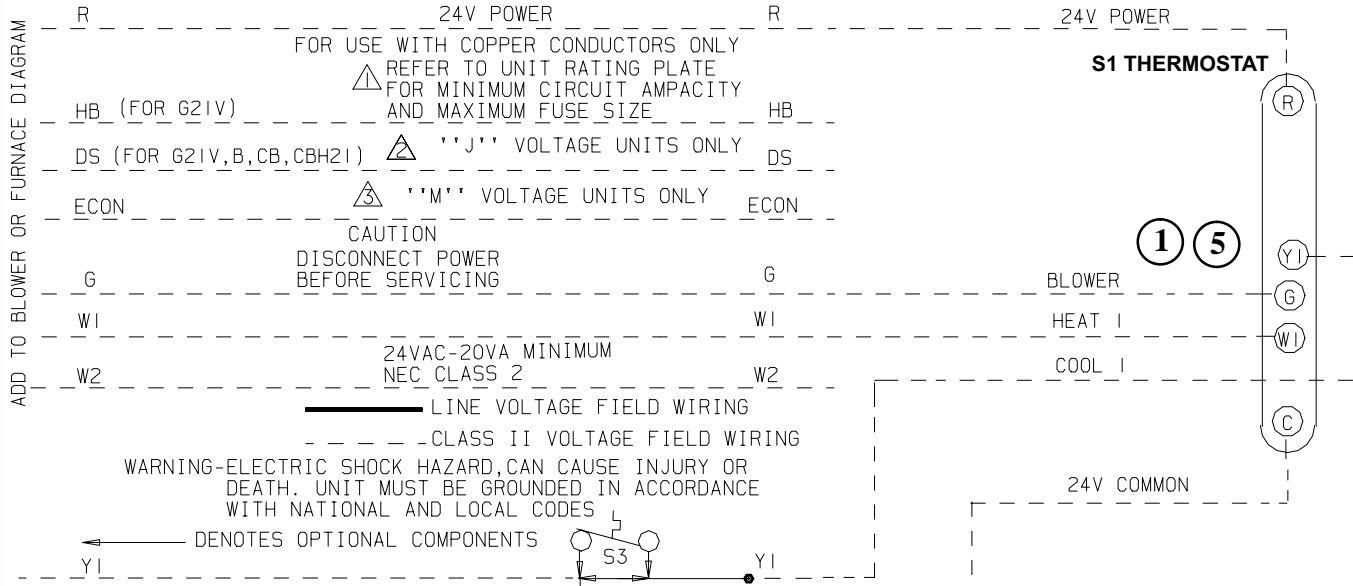 R 24V POWER R 24V POWER
FOR USE WITH COPPER CONDUCTORS ONLY
S1 THERMOSTAT
1 REFER TO UNIT RATING PLATE
FOR MINIMUM CIRCUIT AMPACITY
AND MAXIMUM FUSE SIZE
R
HB (FOR G21V) HB
2 ''J'' VOLTAGE UNITS ONLY
DS (FOR G21V,B,CB,CBH21) DS
3 ''M'' VOLTAGE UNITS ONLY
ECON ECON
CAUTION
DISCONNECT POWER
BEFORE SERVICING
1 5
Y1
G G BLOWER G
W1 W1 HEAT 1 W1
24VAC-20VA MINIMUM
NEC CLASS 2
W2 W2 COOL 1
LINE VOLTAGE FIELD WIRING
C
CLASS II VOLTAGE FIELD WIRING
WARNING-ELECTRIC SHOCK HAZARD,CAN CAUSE INJURY OR
DEATH. UNIT MUST BE GROUNDED IN ACCORDANCE
WITH NATIONAL AND LOCAL CODES
24V COMMON
DENOTES OPTIONAL COMPONENTS
S3
Y1 Y1
ADD TO BLOWER OR FURNACE DIAGRAM